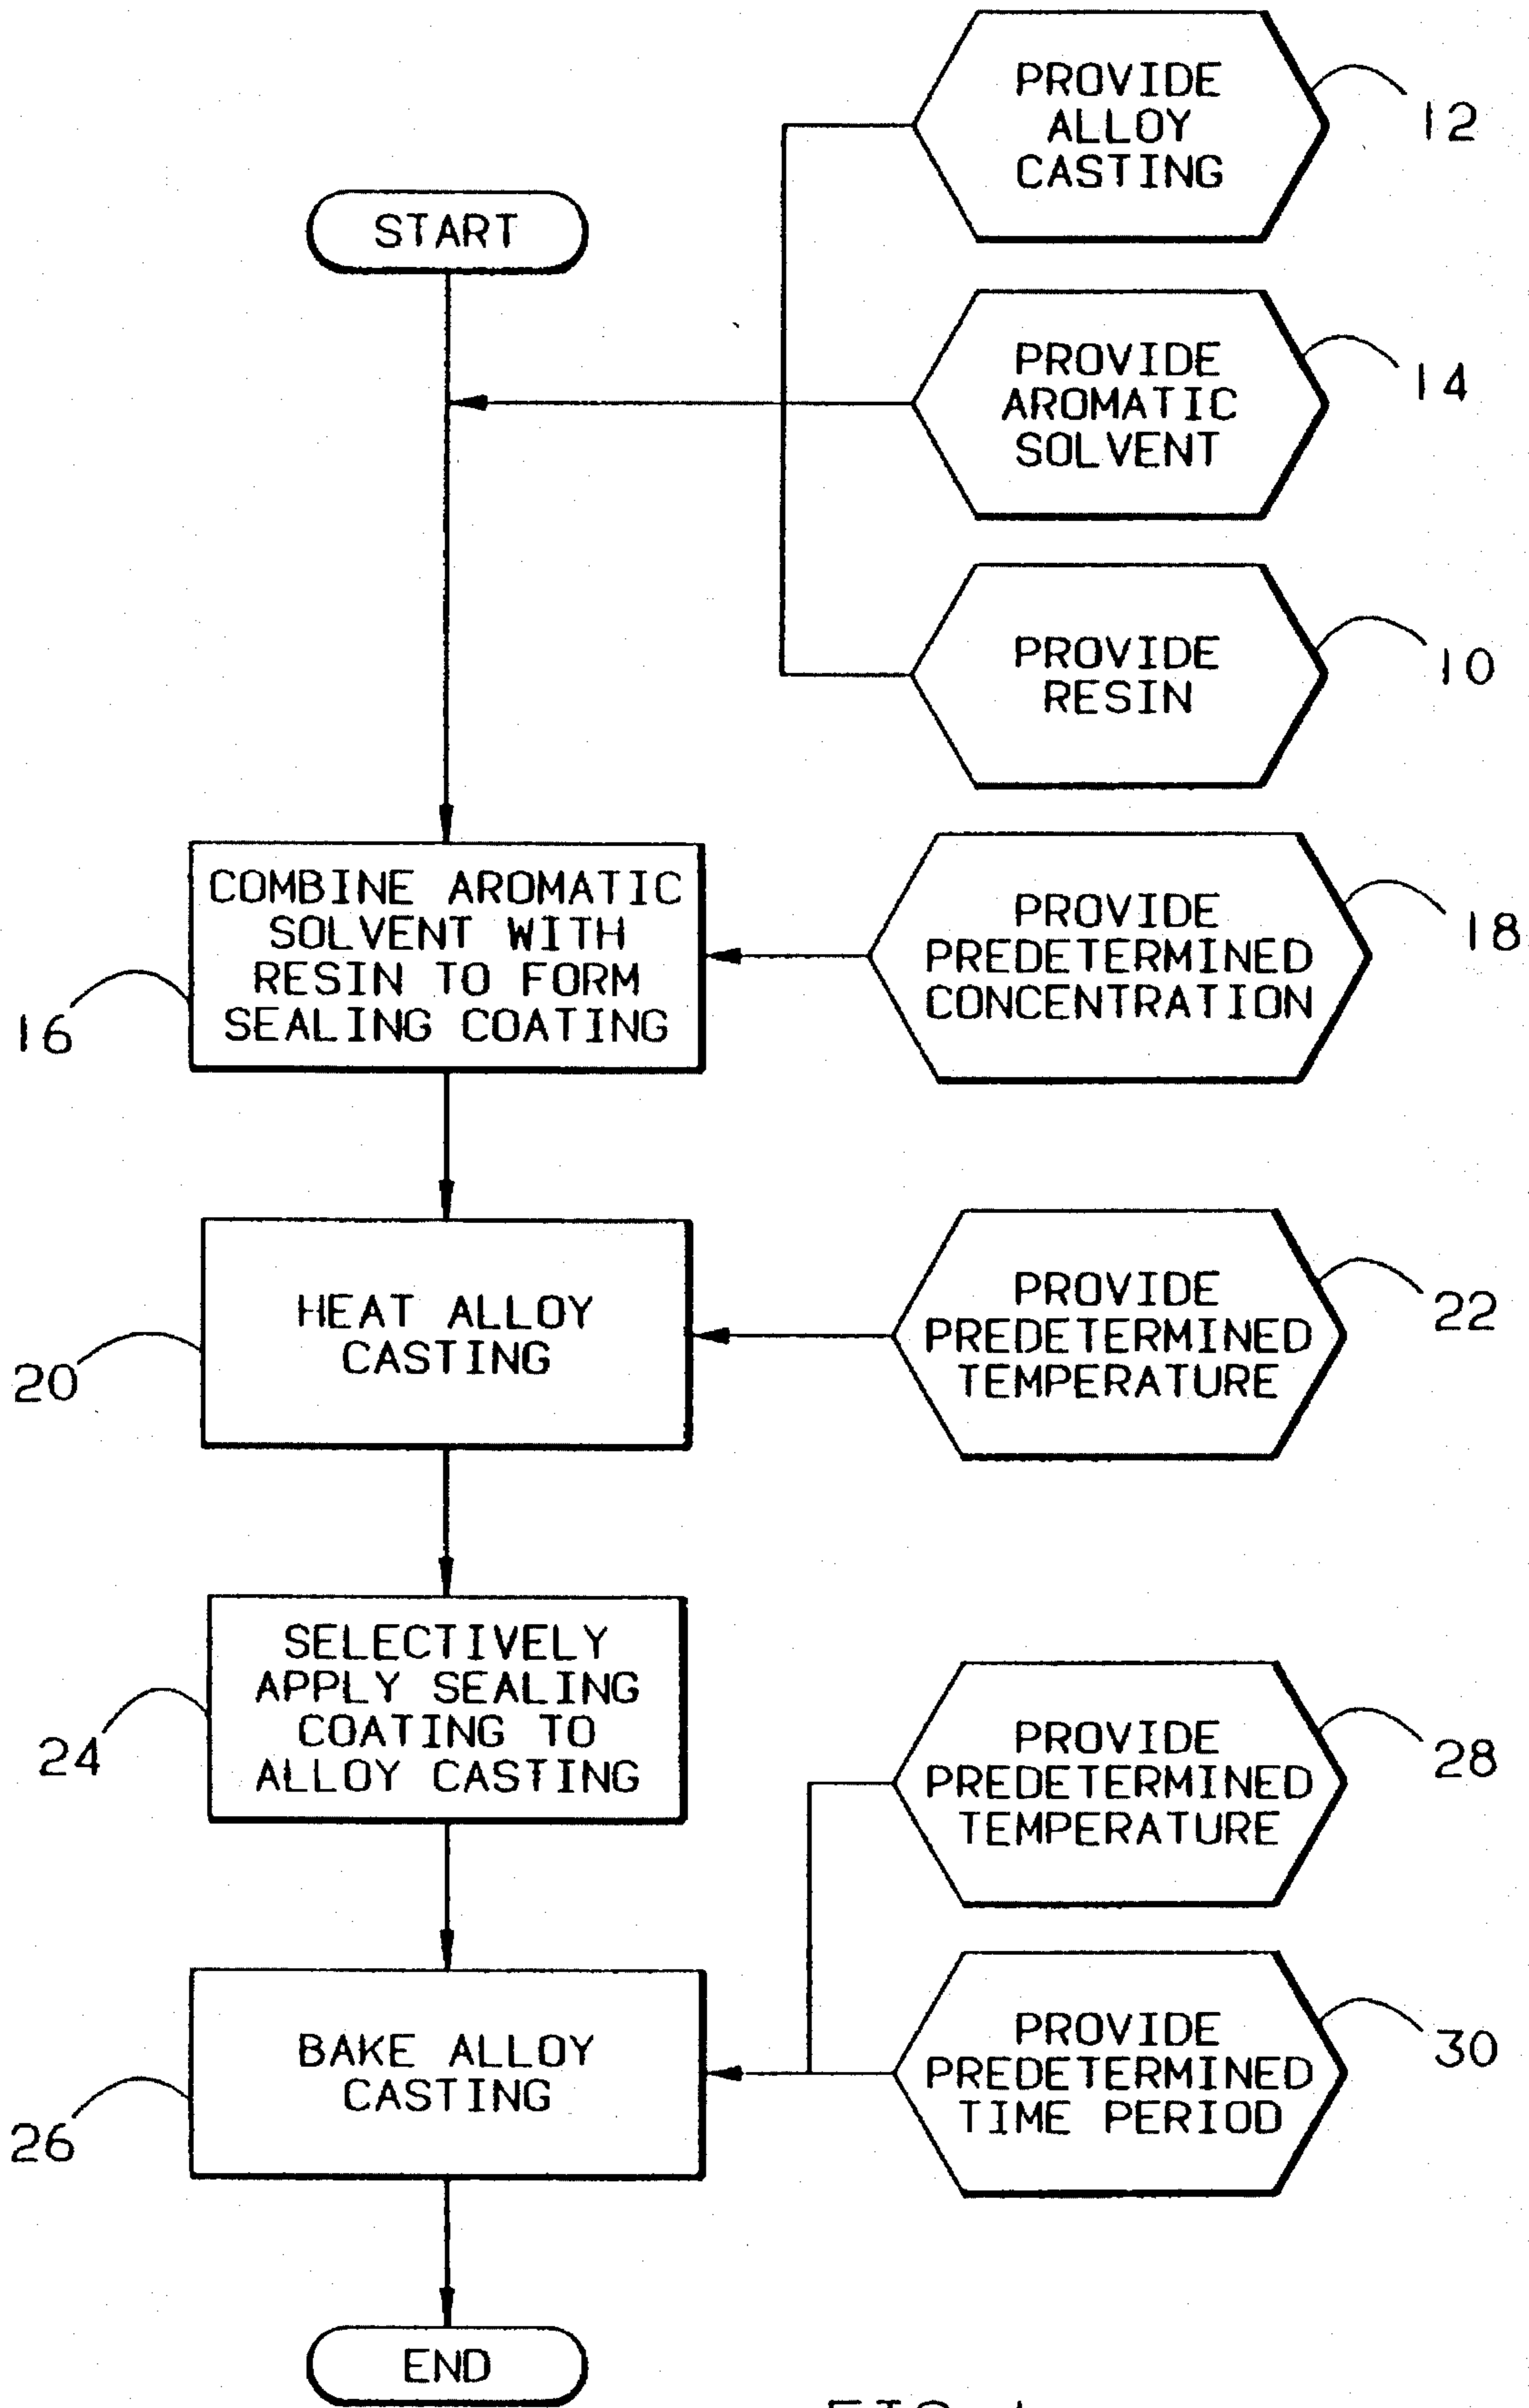 PROVIDE
ALLOY
CASTING
12
START
PROVIDE
AROMATIC
SOLVENT
14
PROVIDE
RESIN
10
COMBINE AROMATIC
SOLVENT WITH
RESIN TO FORM
SEALING COATING
16
PROVIDE
PREDETERMINED
CONCENTRATION
18
HEAT ALLOY
CASTING
20
PROVIDE
PREDETERMINED
TEMPERATURE
22
SELECTIVELY
APPLY SEALING
COATING TO
ALLOY CASTING
24
PROVIDE
PREDETERMINED
TEMPERATURE
28
BAKE ALLOY
CASTING
26
PROVIDE
PREDETERMINED
TIME PERIOD
30
END